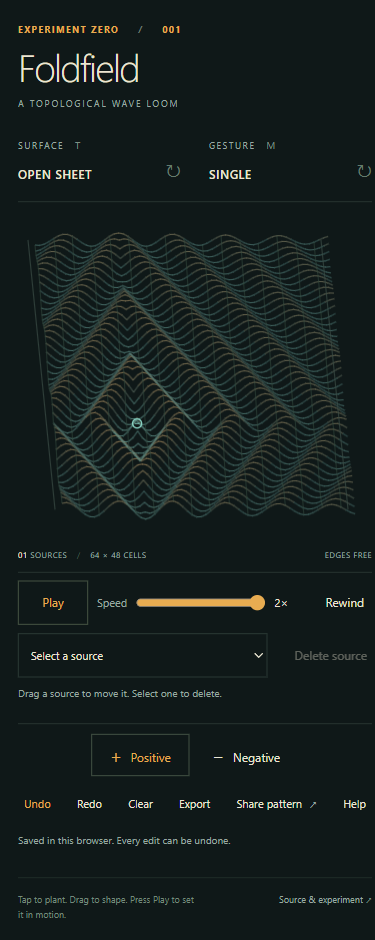 EXPERIMENT ZERO / 001
Foldfield
A TOPOLOGICAL WAVE LOOM
SURFACE T GESTURE M
OPEN SHEET ↻ SINGLE ↻
01 SOURCES / 64 × 48 CELLS EDGES FREE
Play Speed 2× Rewind
Select a source Delete source
Drag a source to move it. Select one to delete.
+ Positive − Negative
Undo Redo Clear Export Share pattern ↗ Help
Saved in this browser. Every edit can be undone.
Tap to plant. Drag to shape. Press Play to set Source & experiment ↗
it in motion.